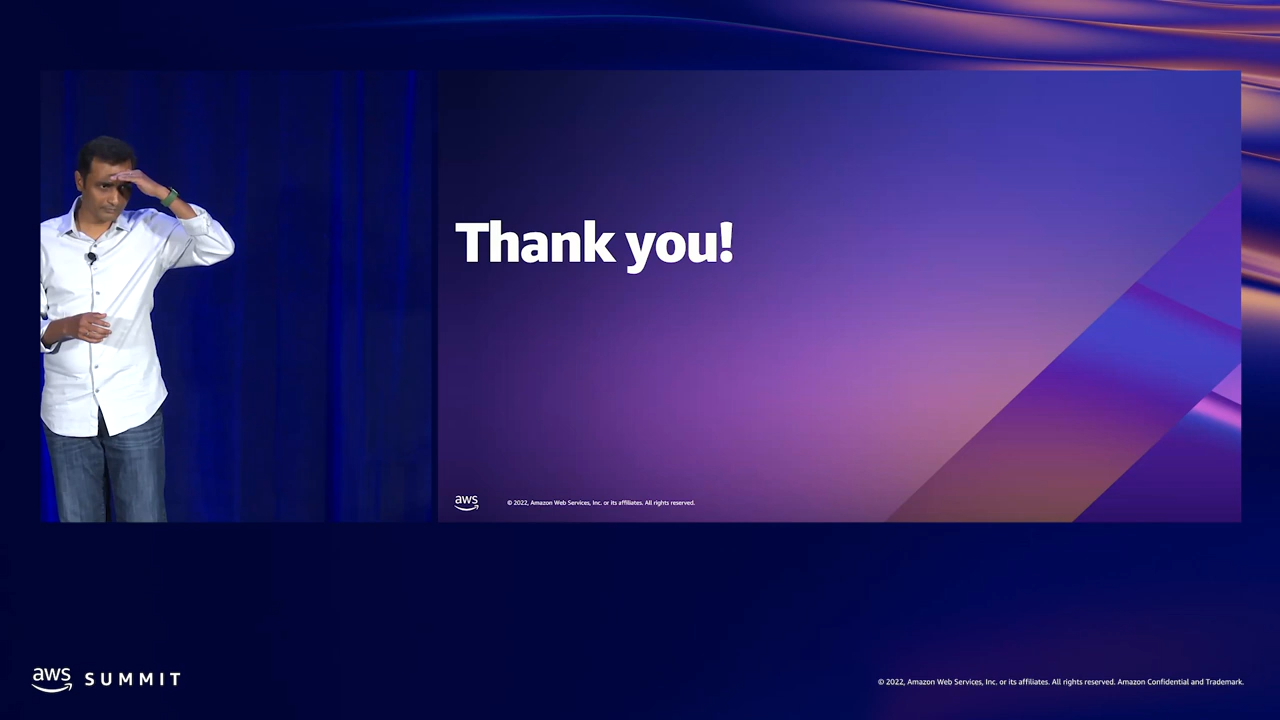 Thank you!
aws
© 2022, Amazon Web Services, Inc. or its affiliates. All rights reserved.
aws SUMMIT
© 2022, Amazon Web Services, Inc. or its affiliates. All rights reserved. Amazon Confidential and Trademark.